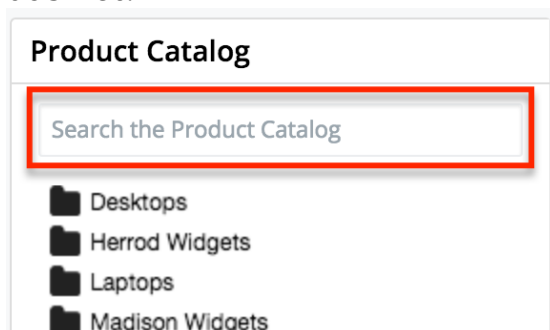 Product Catalog
Search the Product Catalog
Desktops
Herrod Widgets
Laptops
Madison Widgets